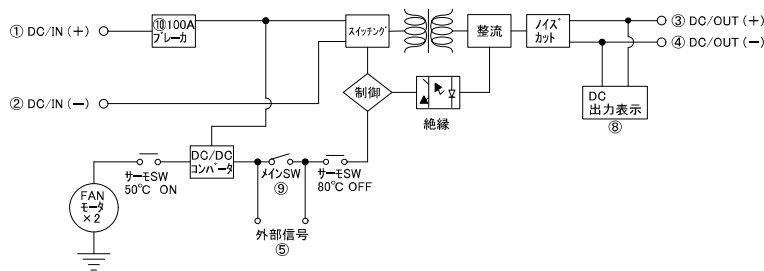 ① DC/IN (+)
⑩100A
ブレーカ
スイッチング
整流
ノイズ
カット
③ DC/OUT (+)
④ DC/OUT (−)
② DC/IN (−)
制御
絶縁
DC
出力表示
⑧
DC/DC
コンバータ
サーモSW
50℃ ON
メインSW
⑨
サーモSW
80℃ OFF
FAN
モータ
×2
外部信号
⑤